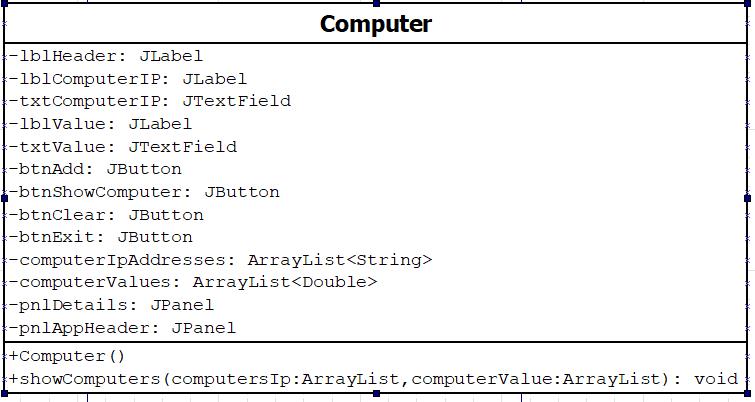 Computer
-lblHeader: JLabel
-lblComputerIP: JLabel
-txtComputerIP: JTextField
-lblValue: JLabel
-txtValue: JTextField
-btnAdd: JButton
-btnShowComputer: JButton
-btnClear: JButton
-btnExit: JButton
-computerIpAddresses: ArrayList<String>
-computerValues: ArrayList<Double>
-pnlDetails: JPanel
-pnlAppHeader: JPanel
+Computer()
+showComputers(computersIp:ArrayList,computerValue:ArrayList): void